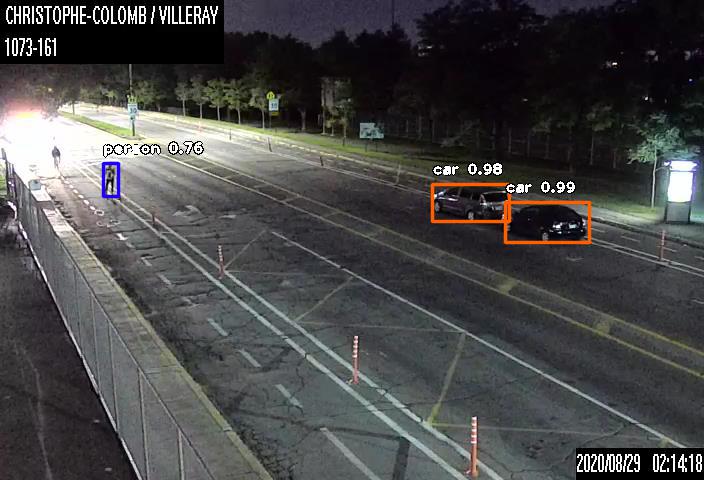 CHRISTOPHE-COLOMB / VILLERAY
1073-161
person 0.76
car 0.98
car 0.99
2020/08/29 02:14:18